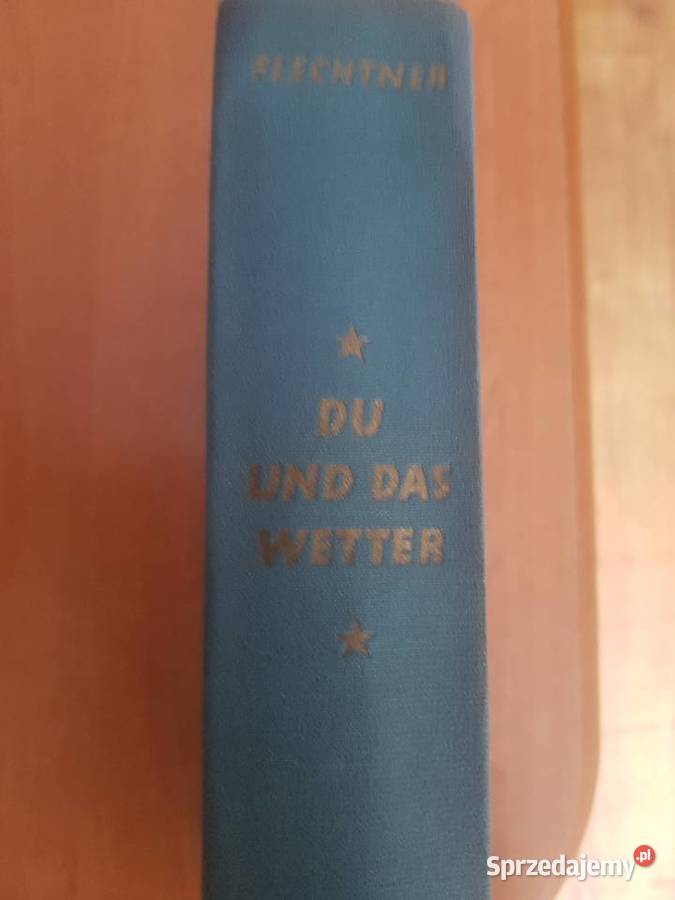 FLECHTNER
DU
UND DAS
WETTER
Sprzedajemy.pl